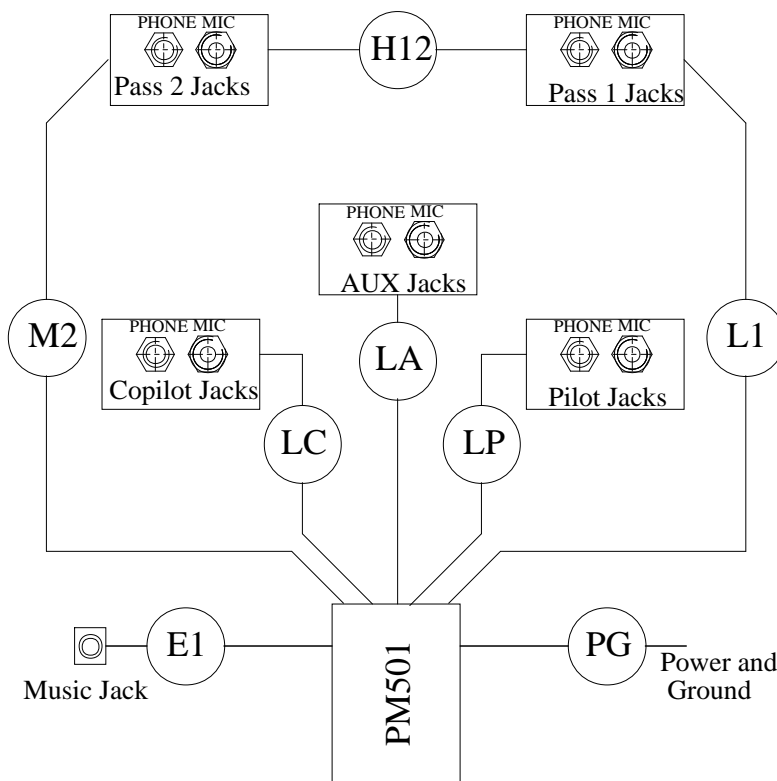 PHONE MIC
Pass 2 Jacks
H12
PHONE MIC
Pass 1 Jacks
PHONE MIC
AUX Jacks
M2
PHONE MIC
Copilot Jacks
LA
PHONE MIC
Pilot Jacks
L1
LC
LP
Music Jack
E1
PM501
PG
Power and
Ground